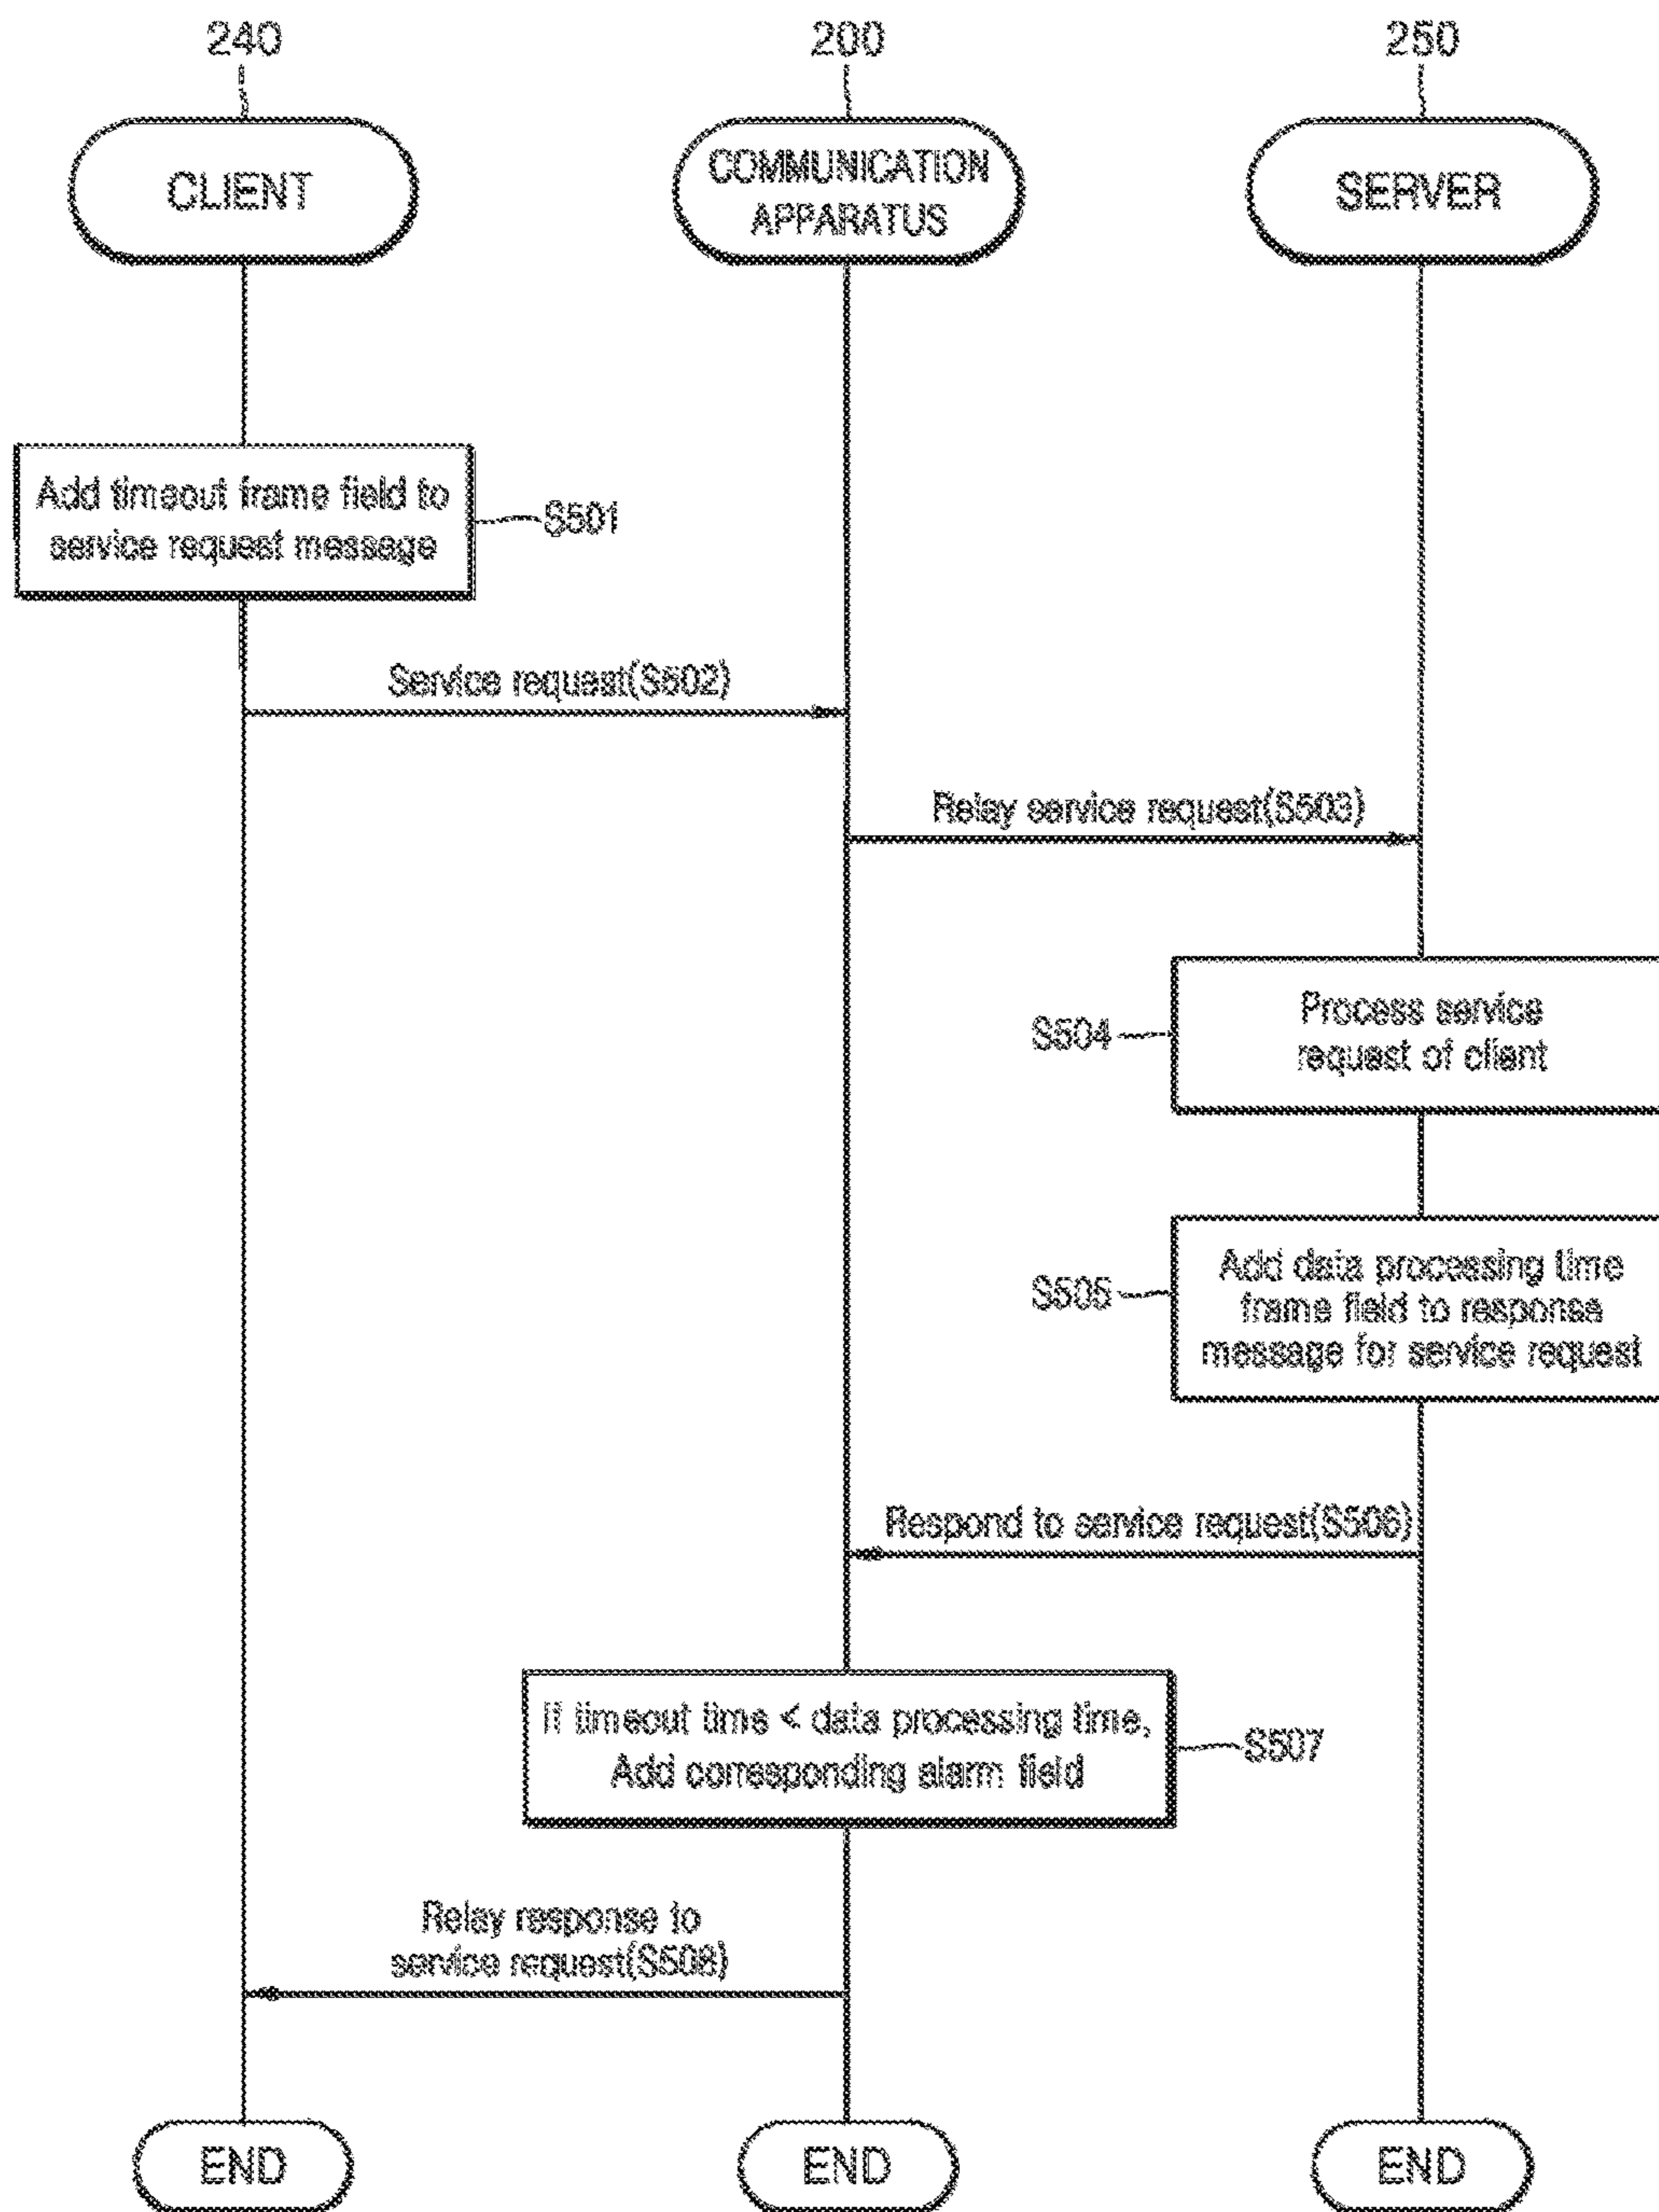 240
200
250
CLIENT
COMMUNICATION
APPARATUS
SERVER
Add timeout frame field to
service request message
S501
Service request(S502)
Relay service request(S503)
S504
Process service
request of client
S505
Add data processing time
frame field to response
message for service request
Respond to service request(S506)
If timeout time < data processing time,
Add corresponding alarm field
S507
Relay response to
service request(S508)
END
END
END